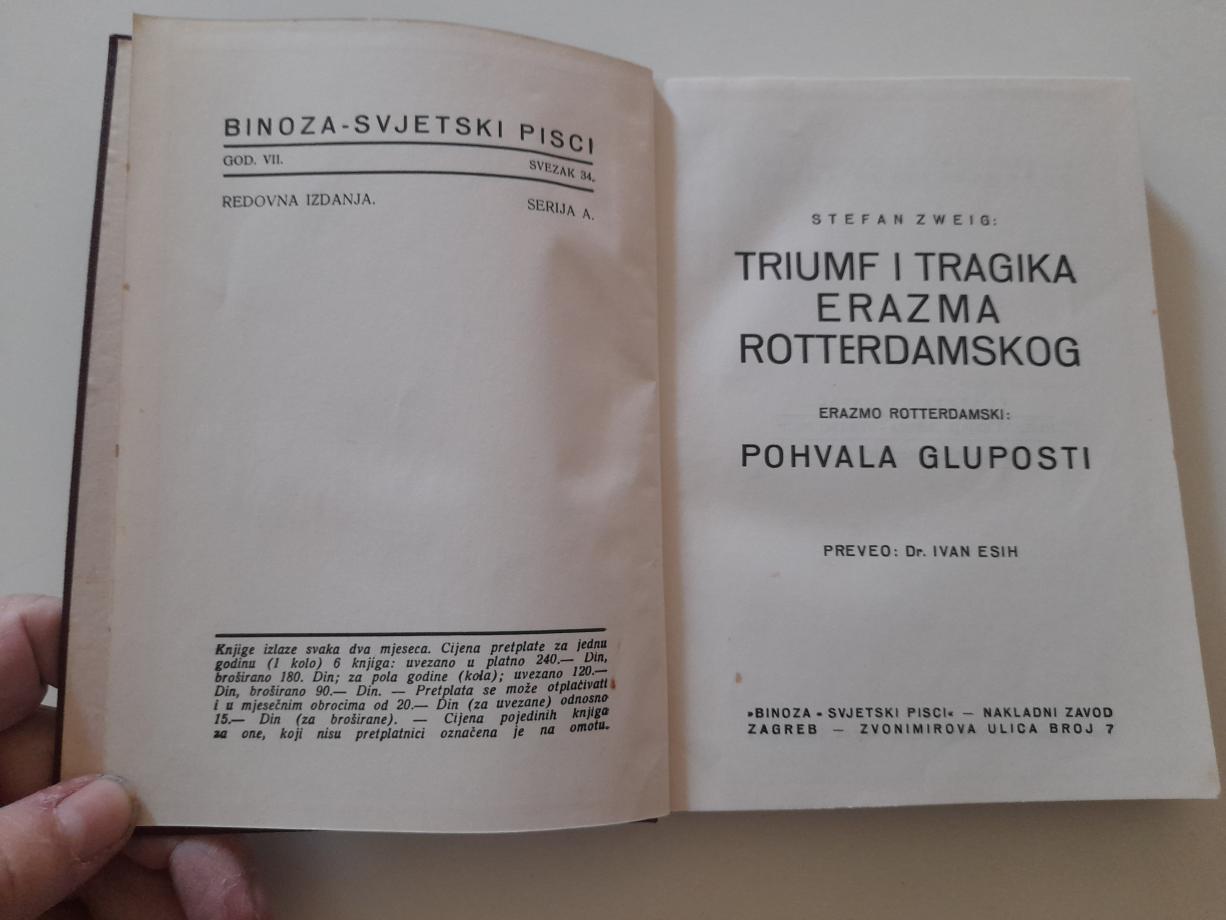 BINOZA-SVJETSKI PISCI
GOD. VII. SVEZAK 34.
REDOVNA IZDANJA. SERIJA A.
Knjige izlaze svaka dva mjeseca. Cijena pretplate za jednu
godinu (1 kolo) 6 knjiga: uvezano u platno 240.— Din,
broširano 180. Din; za pola godine (kola); uvezano 120.—
Din, broširano 90.— Din. — Pretplata se može otplaćivati
i u mjesečnim obrocima od 20.— Din (za uvezane) odnosno
15.— Din (za broširane). — Cijena pojedinih knjiga
za one, koji nisu pretplatnici označena je na omotu.
STEFAN ZWEIG:
TRIUMF I TRAGIKA
ERAZMA
ROTTERDAMSKOG
ERAZMO ROTTERDAMSKI:
POHVALA GLUPOSTI
PREVEO: Dr. IVAN ESIH
»BINOZA - SVJETSKI PISCI« — NAKLADNI ZAVOD
ZAGREB — ZVONIMIROVA ULICA BROJ 7